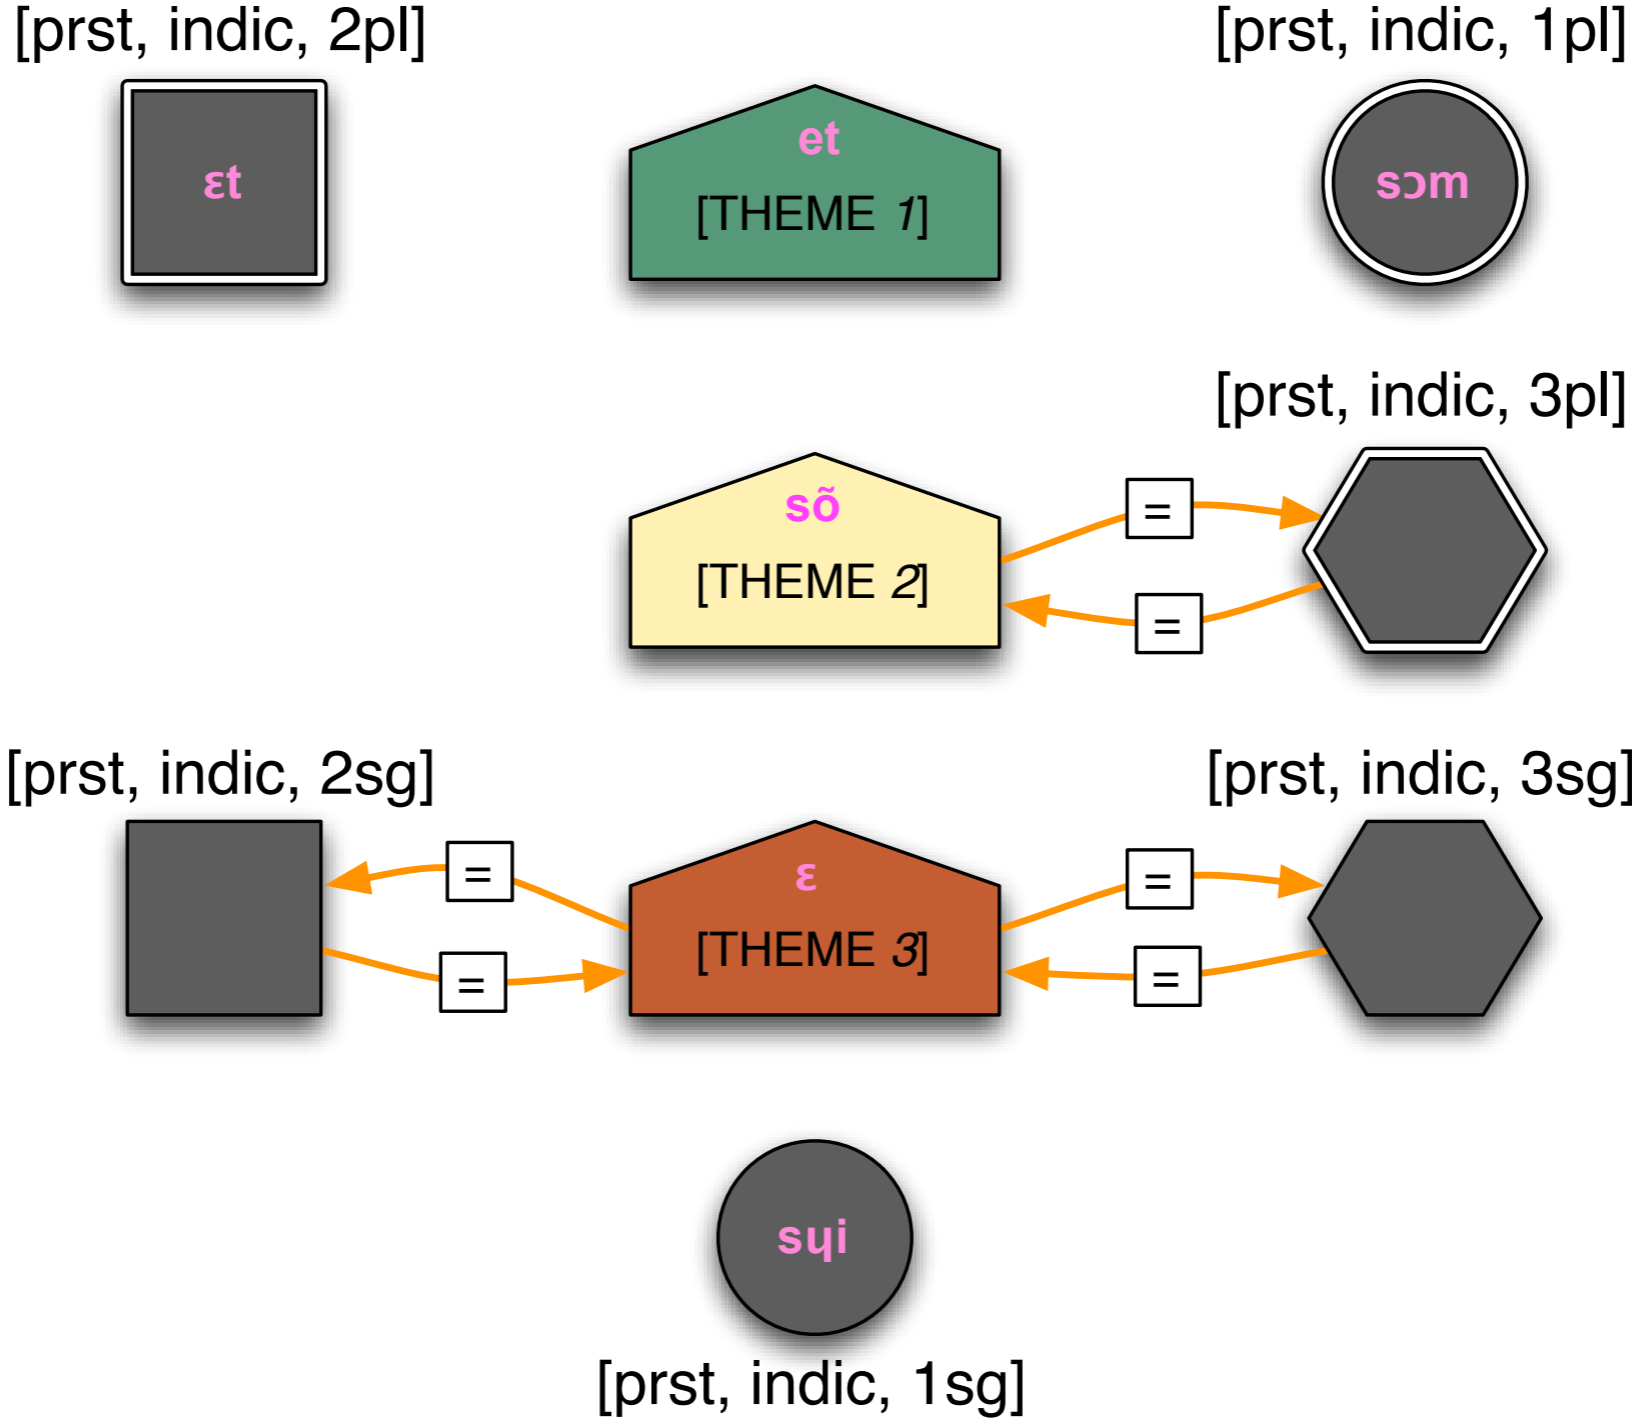 [prst, indic, 2pl]
[prst, indic, 1pl]
ɛt
et
[THEME 1]
sɔm
[prst, indic, 3pl]
sõ
[THEME 2]
=
=
[prst, indic, 2sg]
[prst, indic, 3sg]
=
=
ɛ
[THEME 3]
=
=
sɥi
[prst, indic, 1sg]